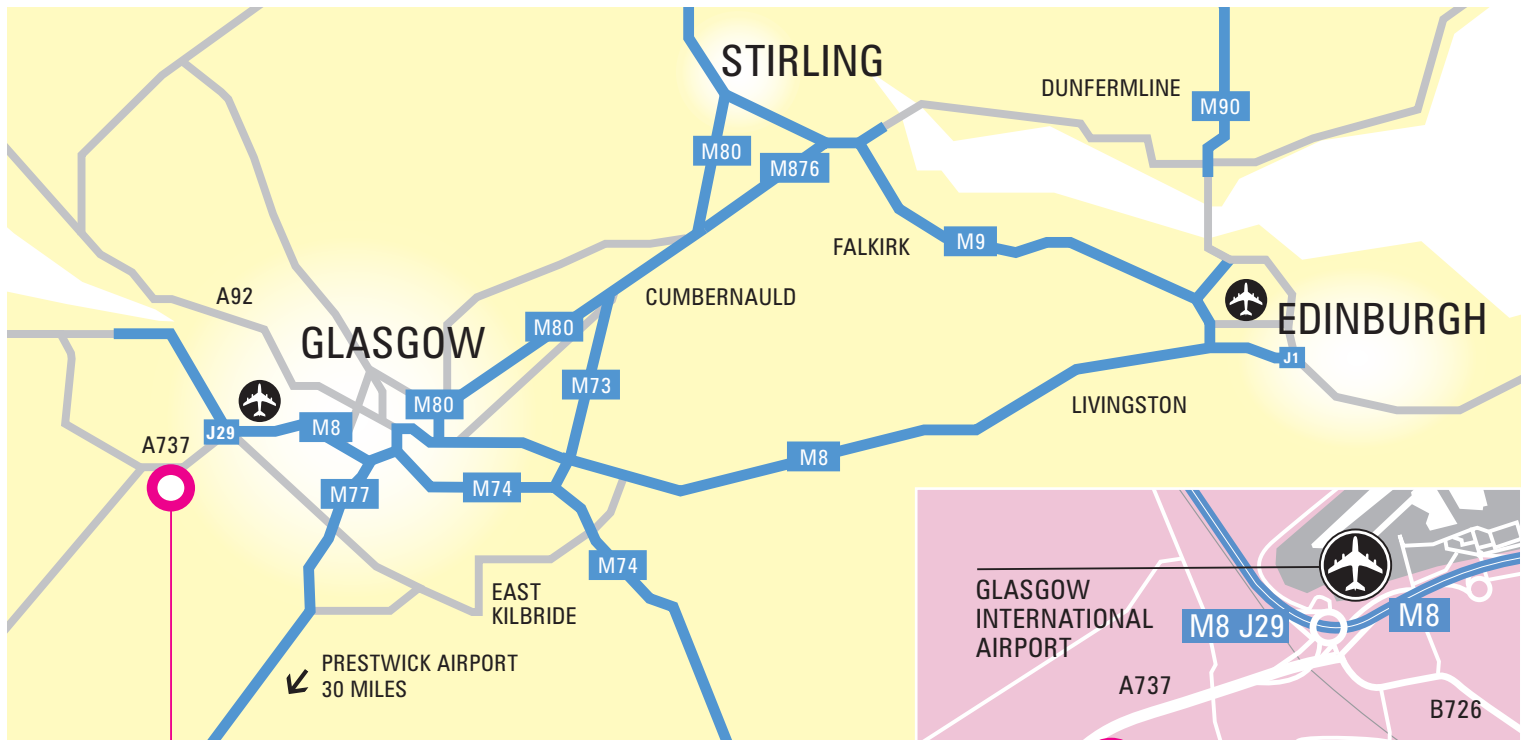 STIRLING
DUNFERMLINE
M90
M80
M876
FALKIRK
M9
A92
CUMBERNAULD
GLASGOW
M80
EDINBURGH
J1
M73
M80
LIVINGSTON
J29
M8
A737
M8
M77
M74
M74
EAST
KILBRIDE
PRESTWICK AIRPORT
30 MILES
GLASGOW
INTERNATIONAL
AIRPORT
M8 J29
M8
A737
B726